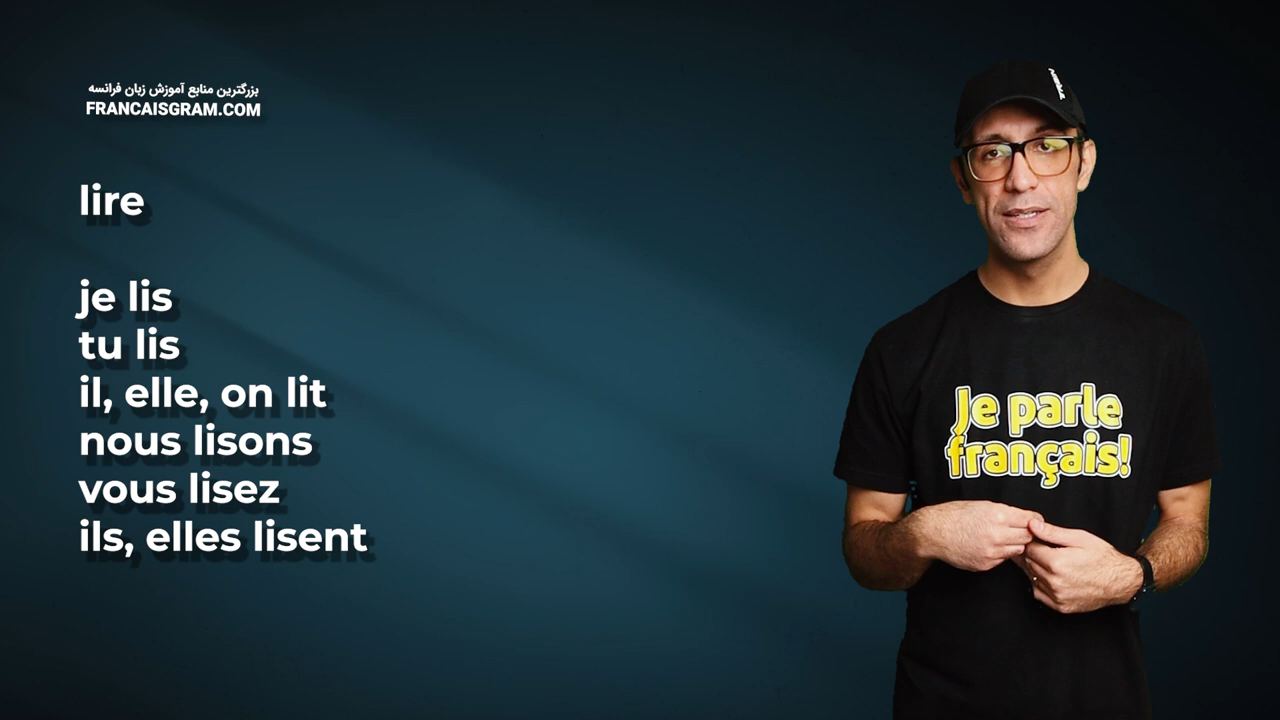 بزرگترین منابع آموزش زبان فرانسه
FRANCAISGRAM.COM
lire
je lis
tu lis
il, elle, on lit
nous lisons
vous lisez
ils, elles lisent
Je parle
français!